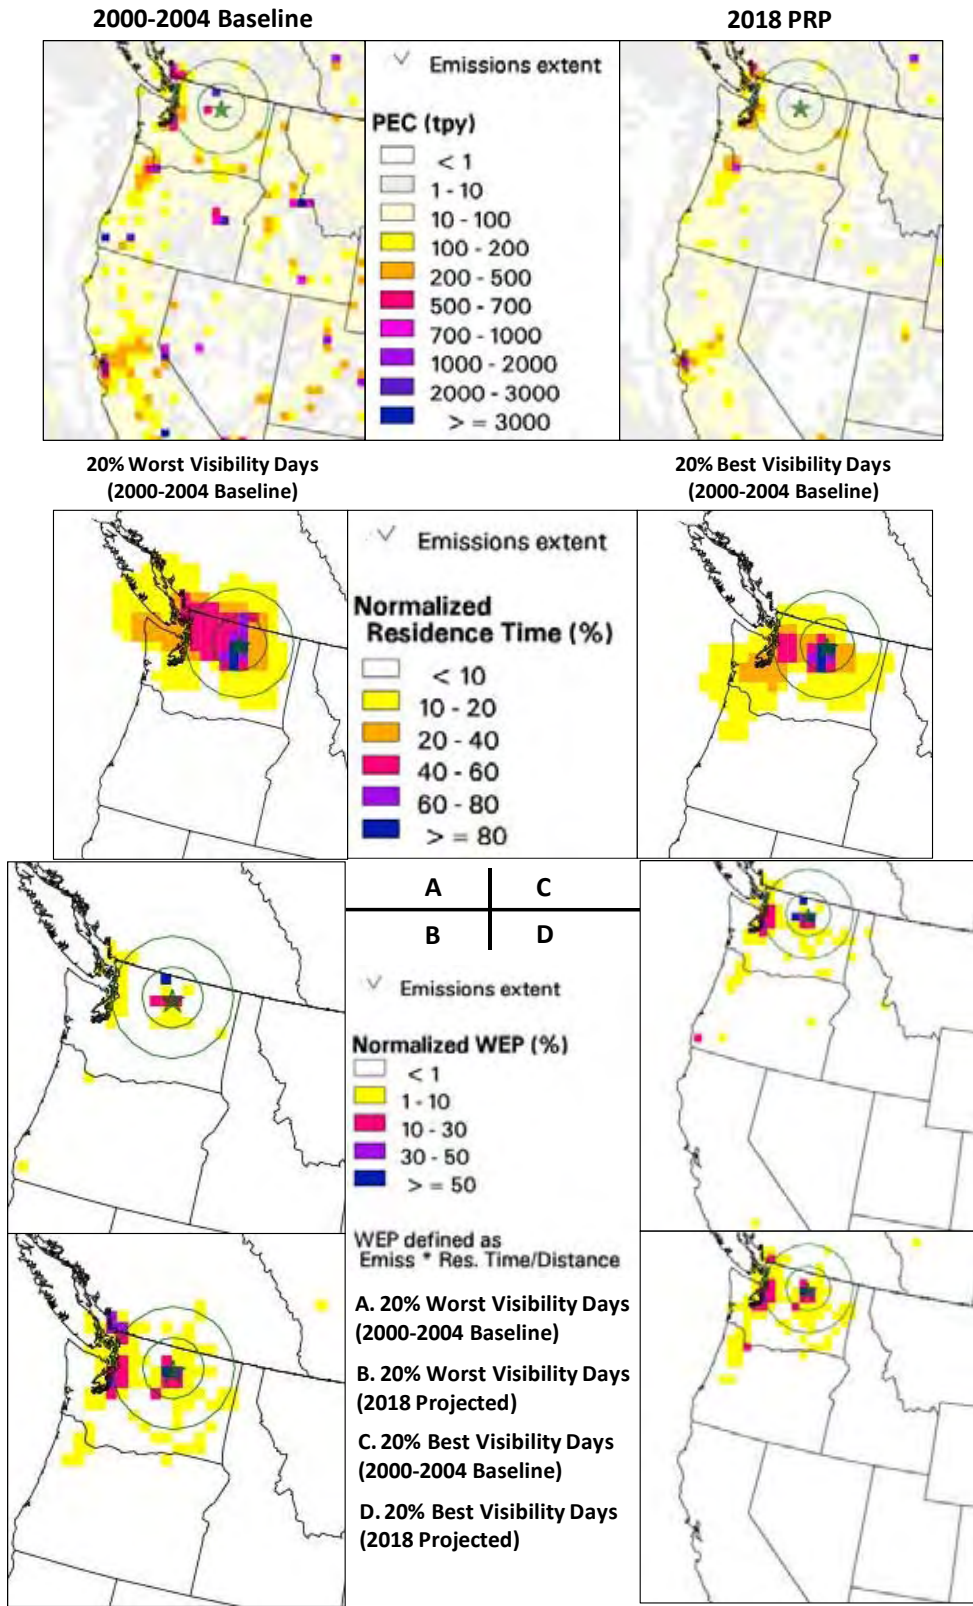 2000-2004 Baseline
2018 PRP
Emissions extent
PEC (tpy)
< 1
1 - 10
10 - 100
100 - 200
200 - 500
500 - 700
700 - 1000
1000 - 2000
2000 - 3000
> = 3000
20% Worst Visibility Days
(2000-2004 Baseline)
20% Best Visibility Days
(2000-2004 Baseline)
Emissions extent
Normalized
Residence Time (%)
< 10
10 - 20
20 - 40
40 - 60
60 - 80
> = 80
A C
B D
Emissions extent
Normalized WEP (%)
< 1
1 - 10
10 - 30
30 - 50
> = 50
WEP defined as
Emiss * Res. Time/Distance
A. 20% Worst Visibility Days
(2000-2004 Baseline)
B. 20% Worst Visibility Days
(2018 Projected)
C. 20% Best Visibility Days
(2000-2004 Baseline)
D. 20% Best Visibility Days
(2018 Projected)